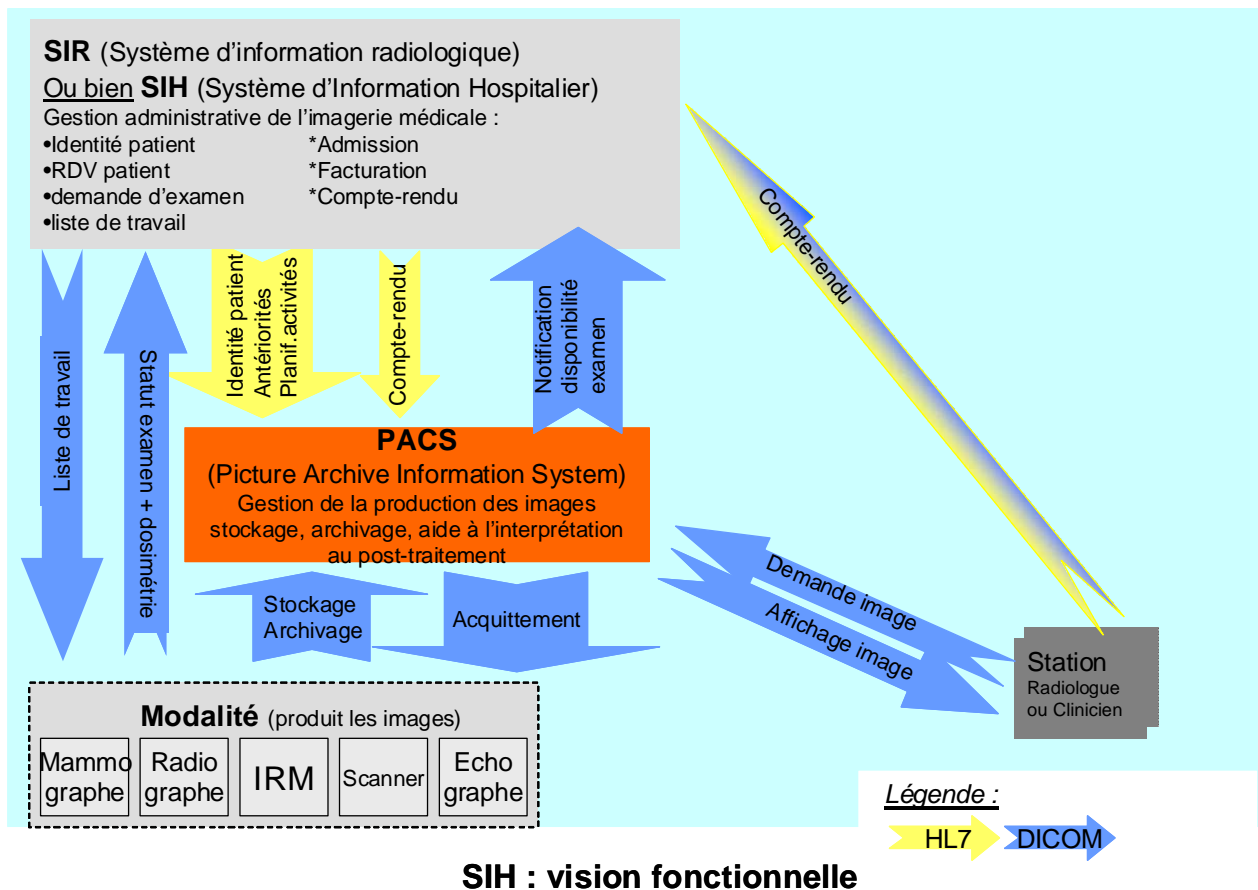 SIR (Système d'information radiologique)
Ou bien SIH (Système d'Information Hospitalier)
Gestion administrative de l'imagerie médicale :
•Identité patient
•RDV patient
•demande d'examen
•liste de travail
*Admission
*Facturation
*Compte-rendu
Liste de travail
Statut examen + dosimétrie
Identité patient
Antériorités
Planif.activités
Compte-rendu
Notification
disponibilité
examen
Compte-rendu
PACS
(Picture Archive Information System)
Gestion de la production des images
stockage, archivage, aide à l'interprétation
au post-traitement
Stockage
Archivage
Acquittement
Demande image
Affichage image
Station
Radiologue
ou Clinicien
Modalité (produit les images)
Mammo
graphe
Radio
graphe
IRM
Scanner
Echo
graphe
Légende :
HL7
DICOM
SIH : vision fonctionnelle